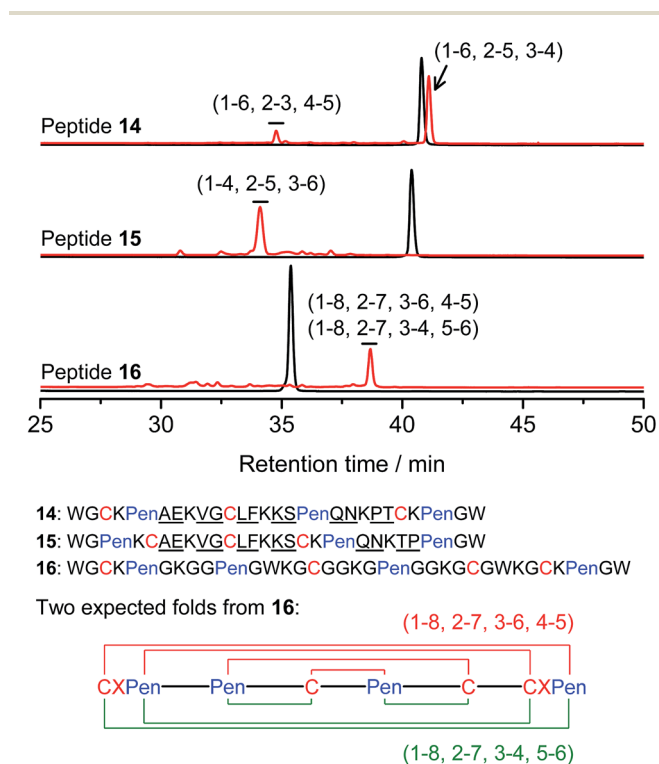 (1-6, 2-5, 3-4)
(1-6, 2-3, 4-5)
Peptide 14
(1-4, 2-5, 3-6)
Peptide 15
(1-8, 2-7, 3-6, 4-5)
(1-8, 2-7, 3-4, 5-6)
Peptide 16
25 30 35 40 45 50
Retention time / min
14: WGCKPenAEKVGCLFKKSPenQNKPTCKPenGW
15: WGPenKCAEKVGCLFKKSCKPenQNKTPPenGW
16: WGCKPenGKGGPenGWKGCGGKGPenGGKGCGWKGCKPenGW
Two expected folds from 16:
(1-8, 2-7, 3-6, 4-5)
CXPen Pen C Pen C CXPen
(1-8, 2-7, 3-4, 5-6)